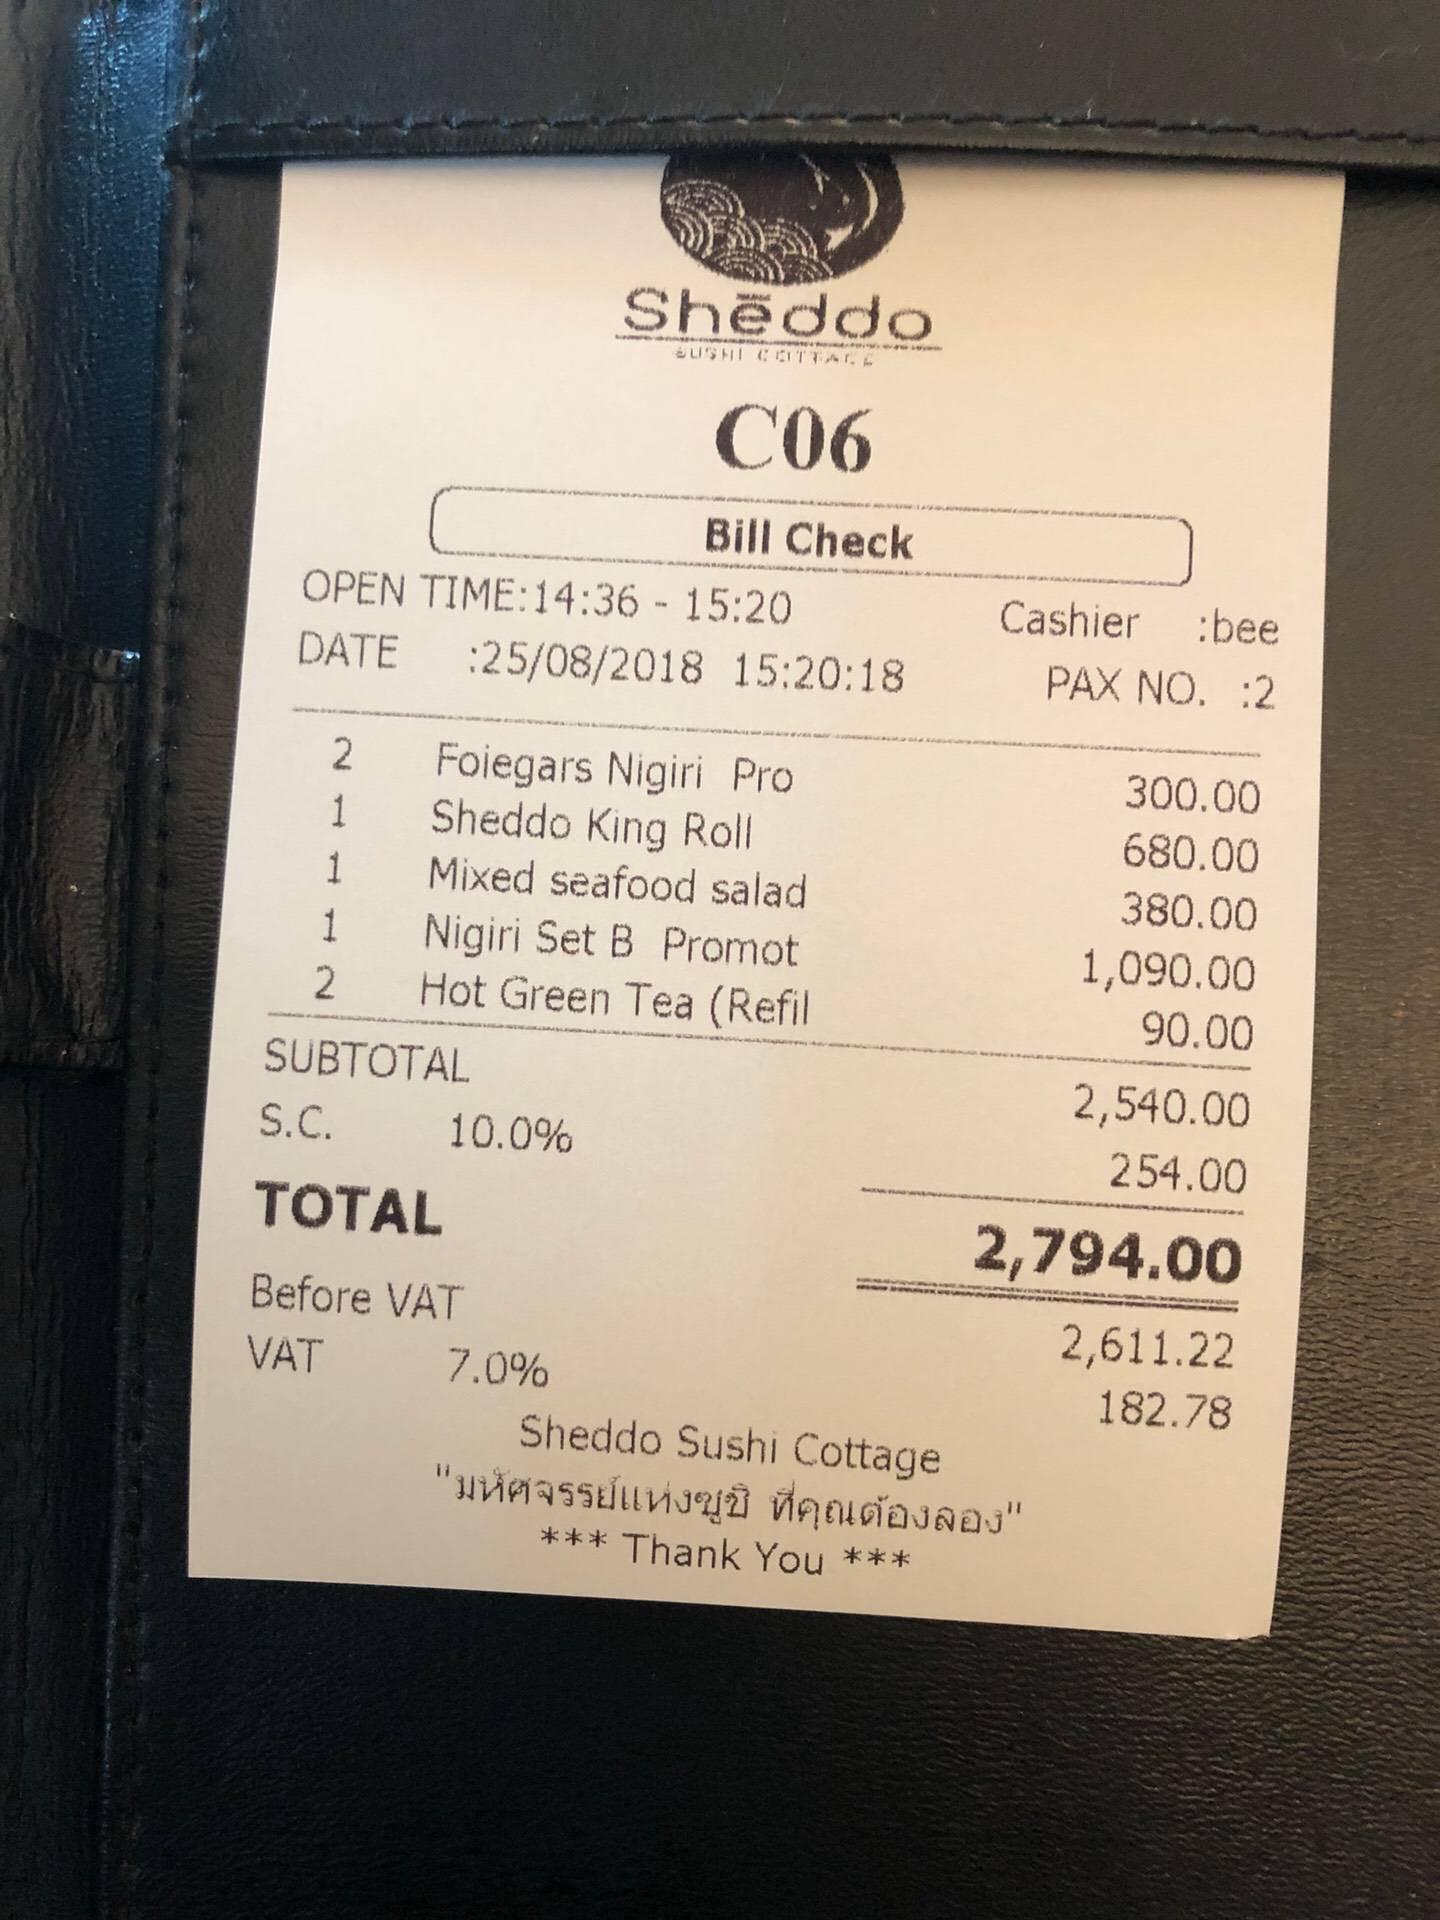 Shēddo
SUSHI COTTAGE
C06
Bill Check
OPEN TIME:14:36 - 15:20 Cashier :bee
DATE :25/08/2018 15:20:18 PAX NO. :2
2 Foiegars Nigiri Pro 300.00
1 Sheddo King Roll 680.00
1 Mixed seafood salad 380.00
1 Nigiri Set B Promot 1,090.00
2 Hot Green Tea (Refil 90.00
SUBTOTAL 2,540.00
S.C. 10.0% 254.00
TOTAL 2,794.00
Before VAT 2,611.22
VAT 7.0% 182.78
Sheddo Sushi Cottage
"มหัศจรรย์แห่งซูชิ ที่คุณต้องลอง"
*** Thank You ***